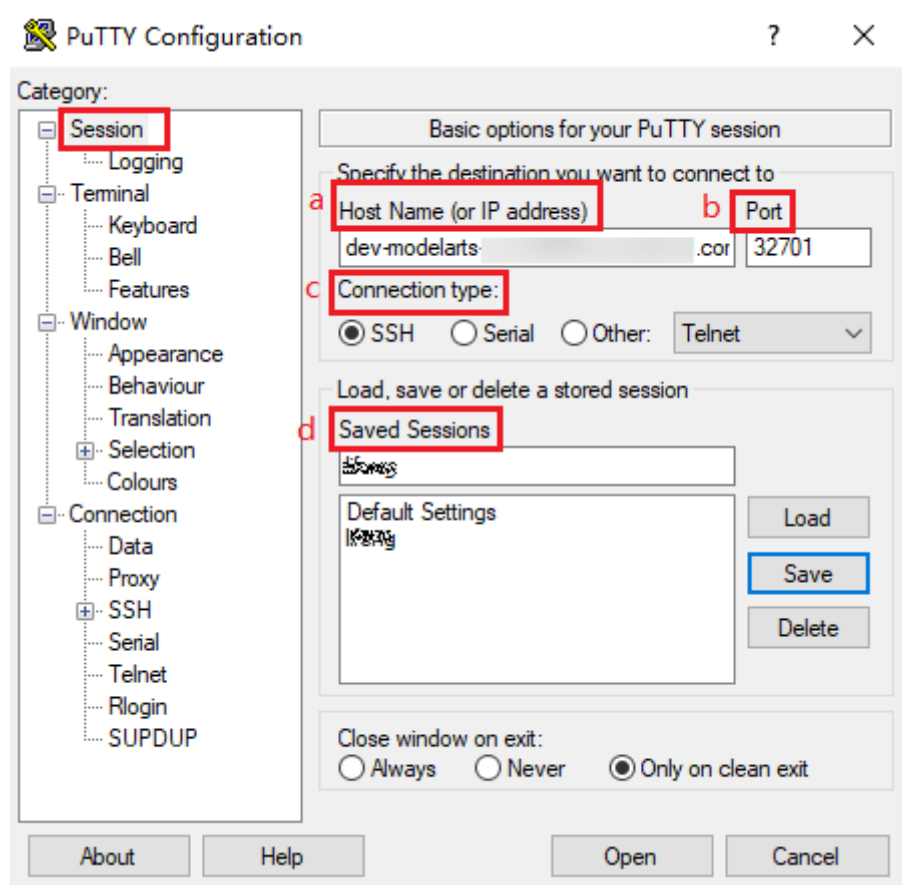 PuTTY Configuration ? ×
Category:
Session
Logging
Terminal
Keyboard
Bell
Features
Window
Appearance
Behaviour
Translation
Selection
Colours
Connection
Data
Proxy
SSH
Serial
Telnet
Rlogin
SUPDUP
Basic options for your PuTTY session
Specify the destination you want to connect to
a Host Name (or IP address) b Port
dev-modelarts- .com 32701
c Connection type:
SSH Serial Other: Telnet
Load, save or delete a stored session
d Saved Sessions
Default Settings
Load
Save
Delete
Close window on exit:
Always Never Only on clean exit
About Help Open Cancel